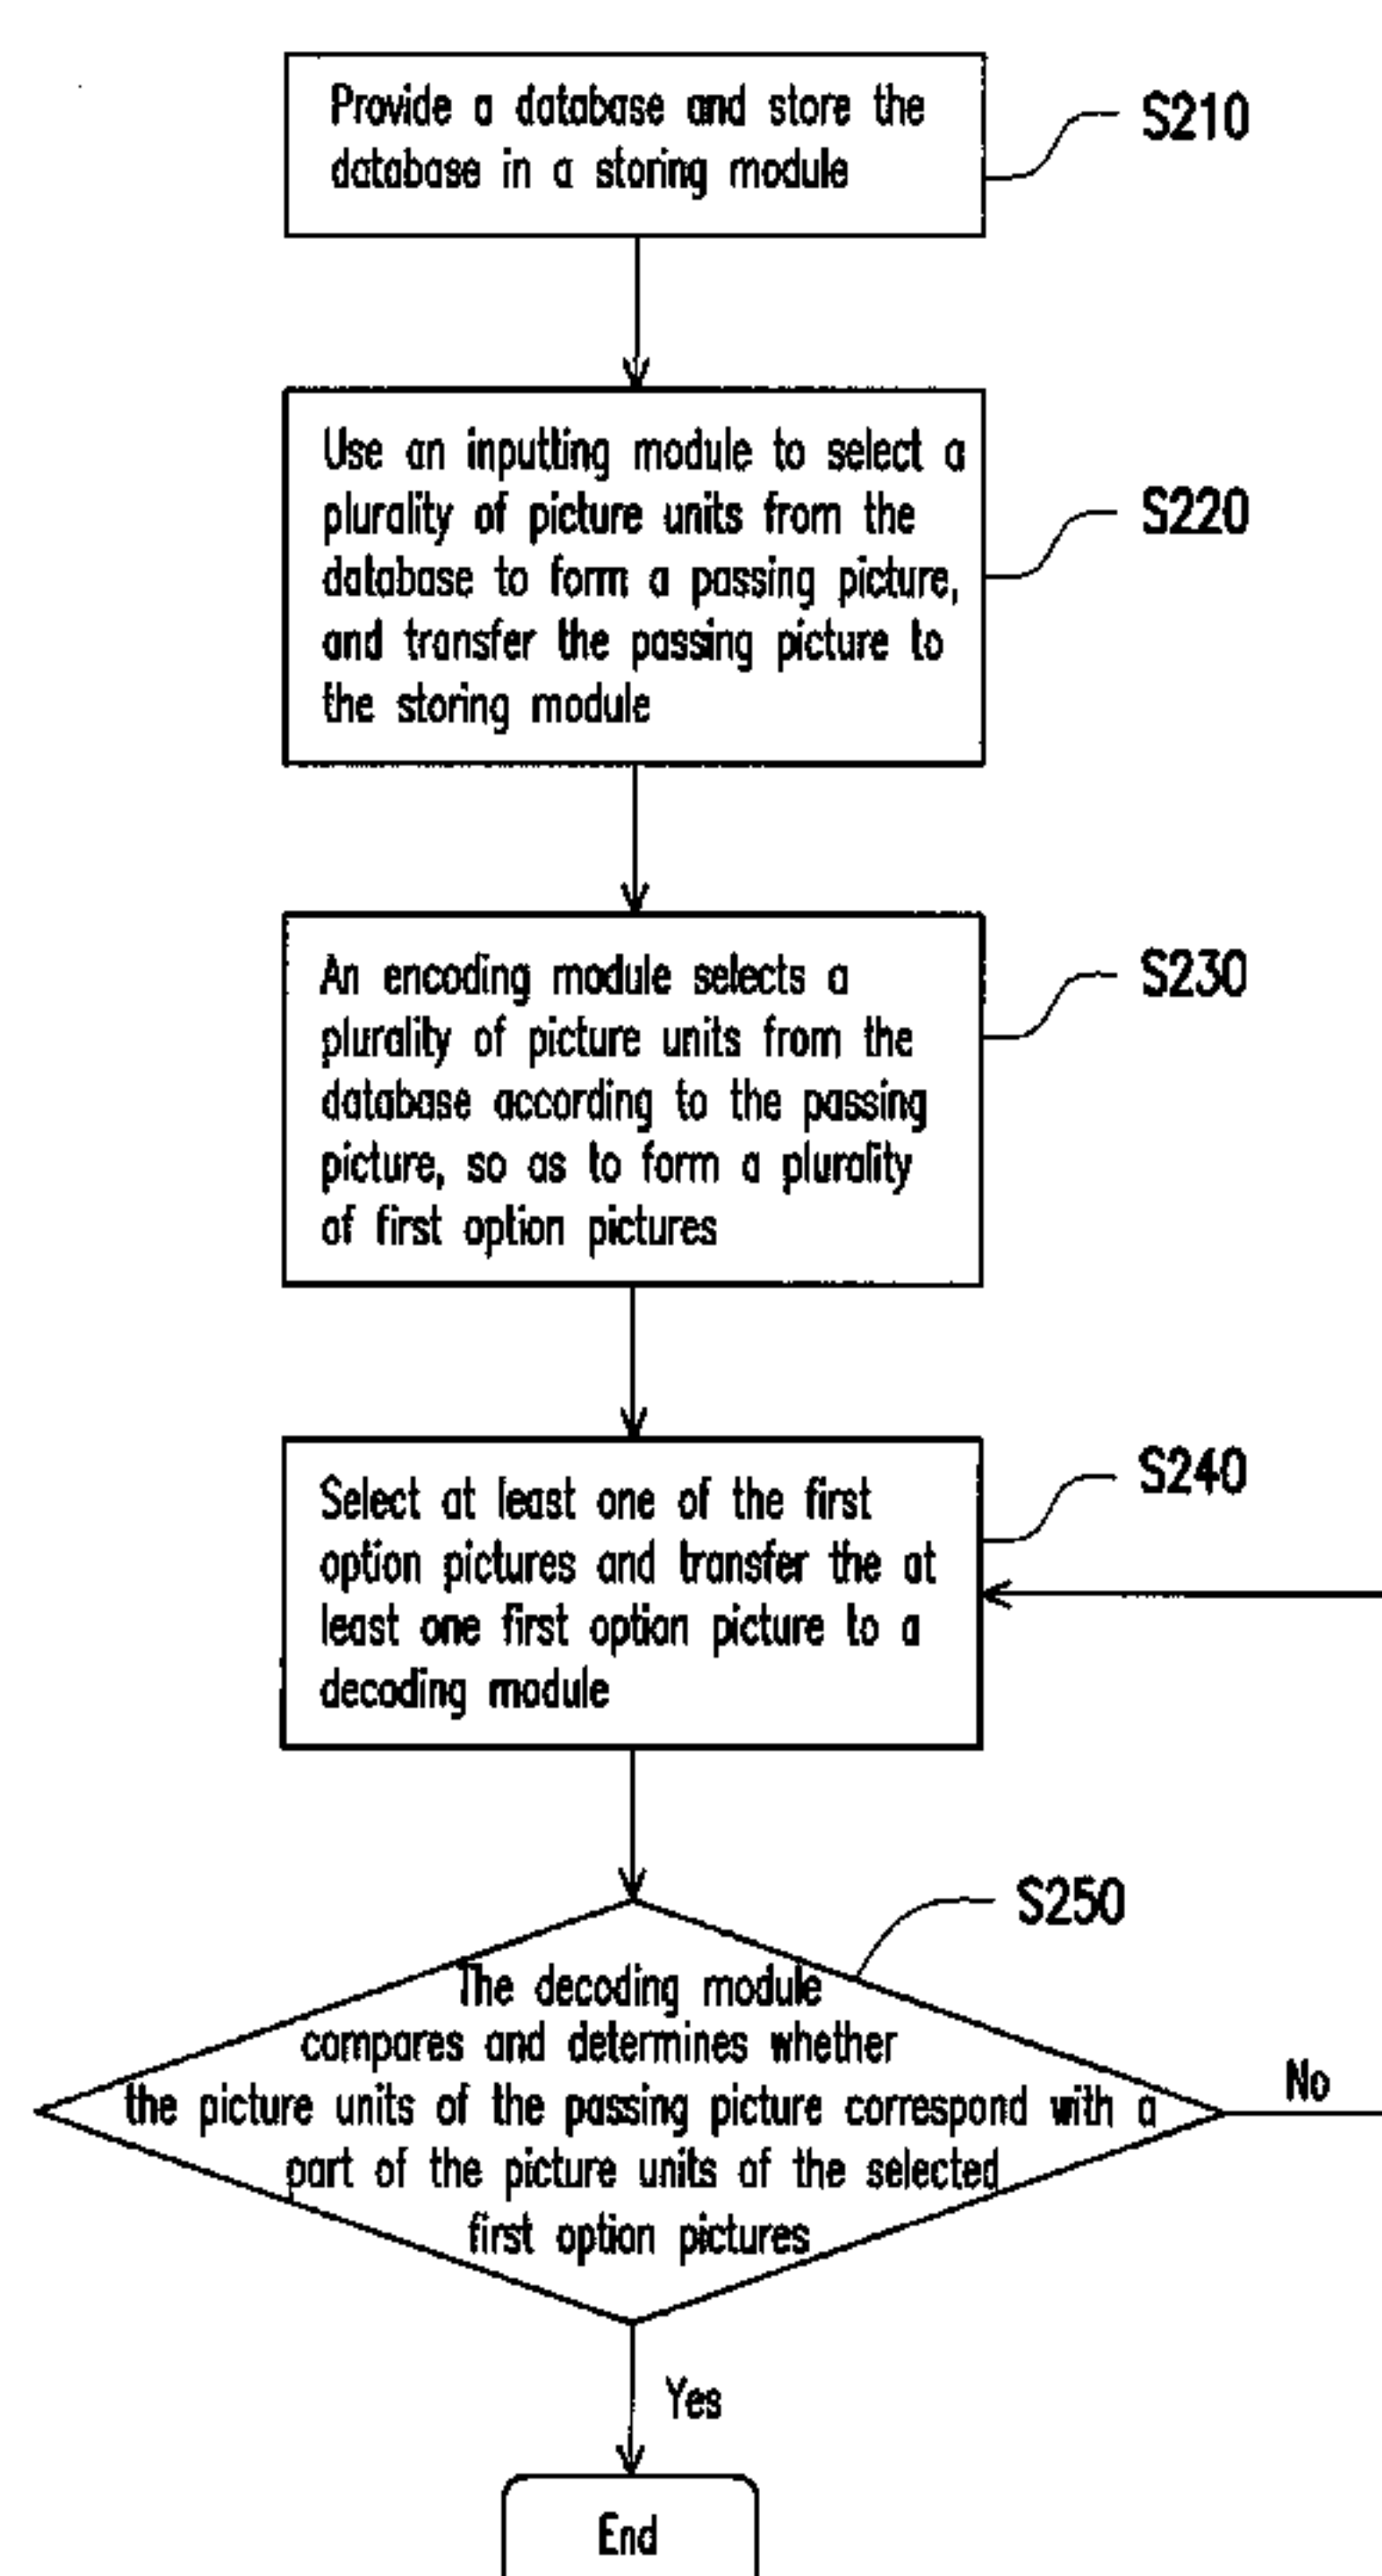 Provide a database and store the
database in a storing module
S210
Use an inputting module to select a
plurality of picture units from the
database to form a passing picture,
and transfer the passing picture to
the storing module
S220
An encoding module selects a
plurality of picture units from the
database according to the passing
picture, so as to form a plurality
of first option pictures
S230
Select at least one of the first
option pictures and transfer the at
least one first option picture to a
decoding module
S240
The decoding module
compares and determines whether
the picture units of the passing picture correspond with a
part of the picture units of the selected
first option pictures
S250
No
Yes
End